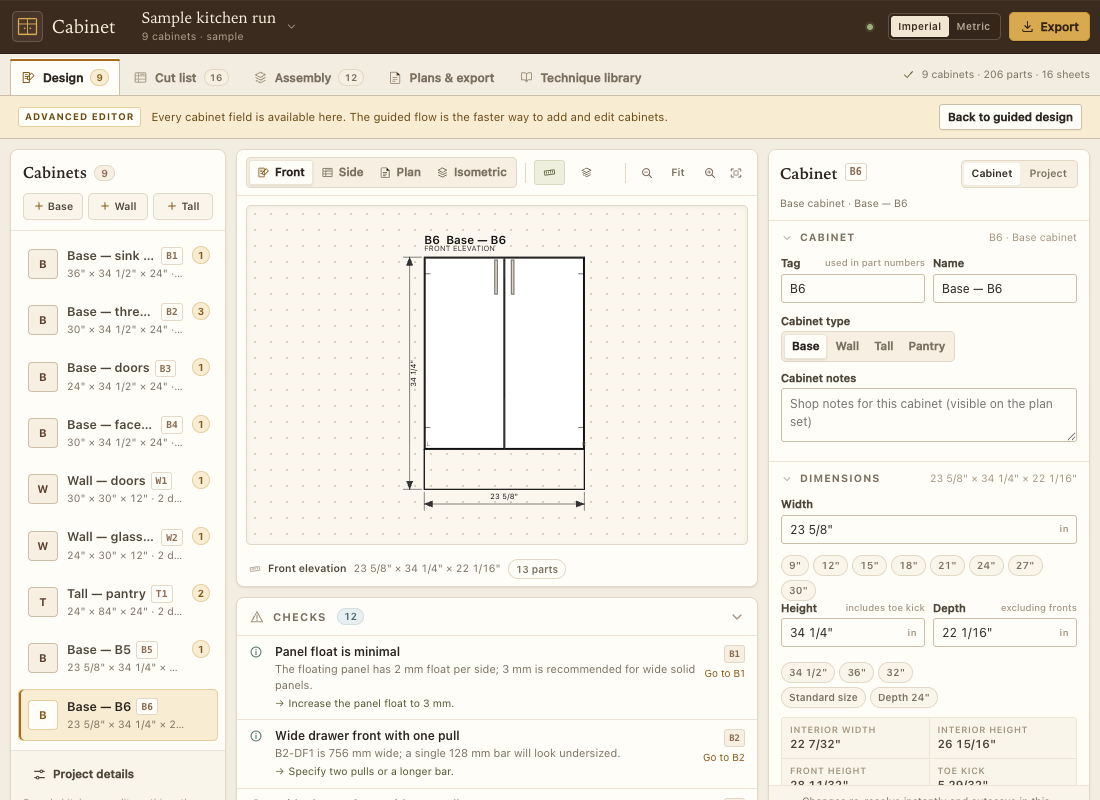 Cabinet
Sample kitchen run
9 cabinets · sample
Imperial
Metric
Export
Design 9
Cut list 16
Assembly 12
Plans & export
Technique library
9 cabinets · 206 parts · 16 sheets
ADVANCED EDITOR
Every cabinet field is available here. The guided flow is the faster way to add and edit cabinets.
Back to guided design
Cabinets 9
+ Base
+ Wall
+ Tall
B
Base — sink ... B1 1
36" × 34 1/2" × 24" ·...
B
Base — thre... B2 3
30" × 34 1/2" × 24" ·...
B
Base — doors B3 1
24" × 34 1/2" × 24" ·...
B
Base — face... B4 1
30" × 34 1/2" × 24" ·...
W
Wall — doors W1 1
30" × 30" × 12" · 2 d...
W
Wall — glass... W2 1
24" × 30" × 12" · 2 d...
T
Tall — pantry T1 2
24" × 84" × 24" · 2 d...
B
Base — B5 B5 1
23 5/8" × 34 1/4" × ...
B
Base — B6 B6
23 5/8" × 34 1/4" × 2...
Project details
Front
Side
Plan
Isometric
Fit
B6 Base — B6
FRONT ELEVATION
34 1/4"
23 5/8"
Front elevation 23 5/8" × 34 1/4" × 22 1/16" 13 parts
CHECKS 12
Panel float is minimal
The floating panel has 2 mm float per side; 3 mm is recommended for wide solid
panels.
→ Increase the panel float to 3 mm.
B1
Go to B1
Wide drawer front with one pull
B2-DF1 is 756 mm wide; a single 128 mm bar will look undersized.
→ Specify two pulls or a longer bar.
B2
Go to B2
Cabinet B6
Cabinet
Project
Base cabinet · Base — B6
CABINET
B6 · Base cabinet
Tag used in part numbers
B6
Name
Base — B6
Cabinet type
Base
Wall
Tall
Pantry
Cabinet notes
Shop notes for this cabinet (visible on the plan
set)
DIMENSIONS
23 5/8" × 34 1/4" × 22 1/16"
Width
23 5/8" in
9" 12" 15" 18" 21" 24" 27"
30"
Height includes toe kick
34 1/4" in
Depth excluding fronts
22 1/16" in
34 1/2" 36" 32"
Standard size Depth 24"
INTERIOR WIDTH
22 7/32"
INTERIOR HEIGHT
26 15/16"
FRONT HEIGHT
TOE KICK